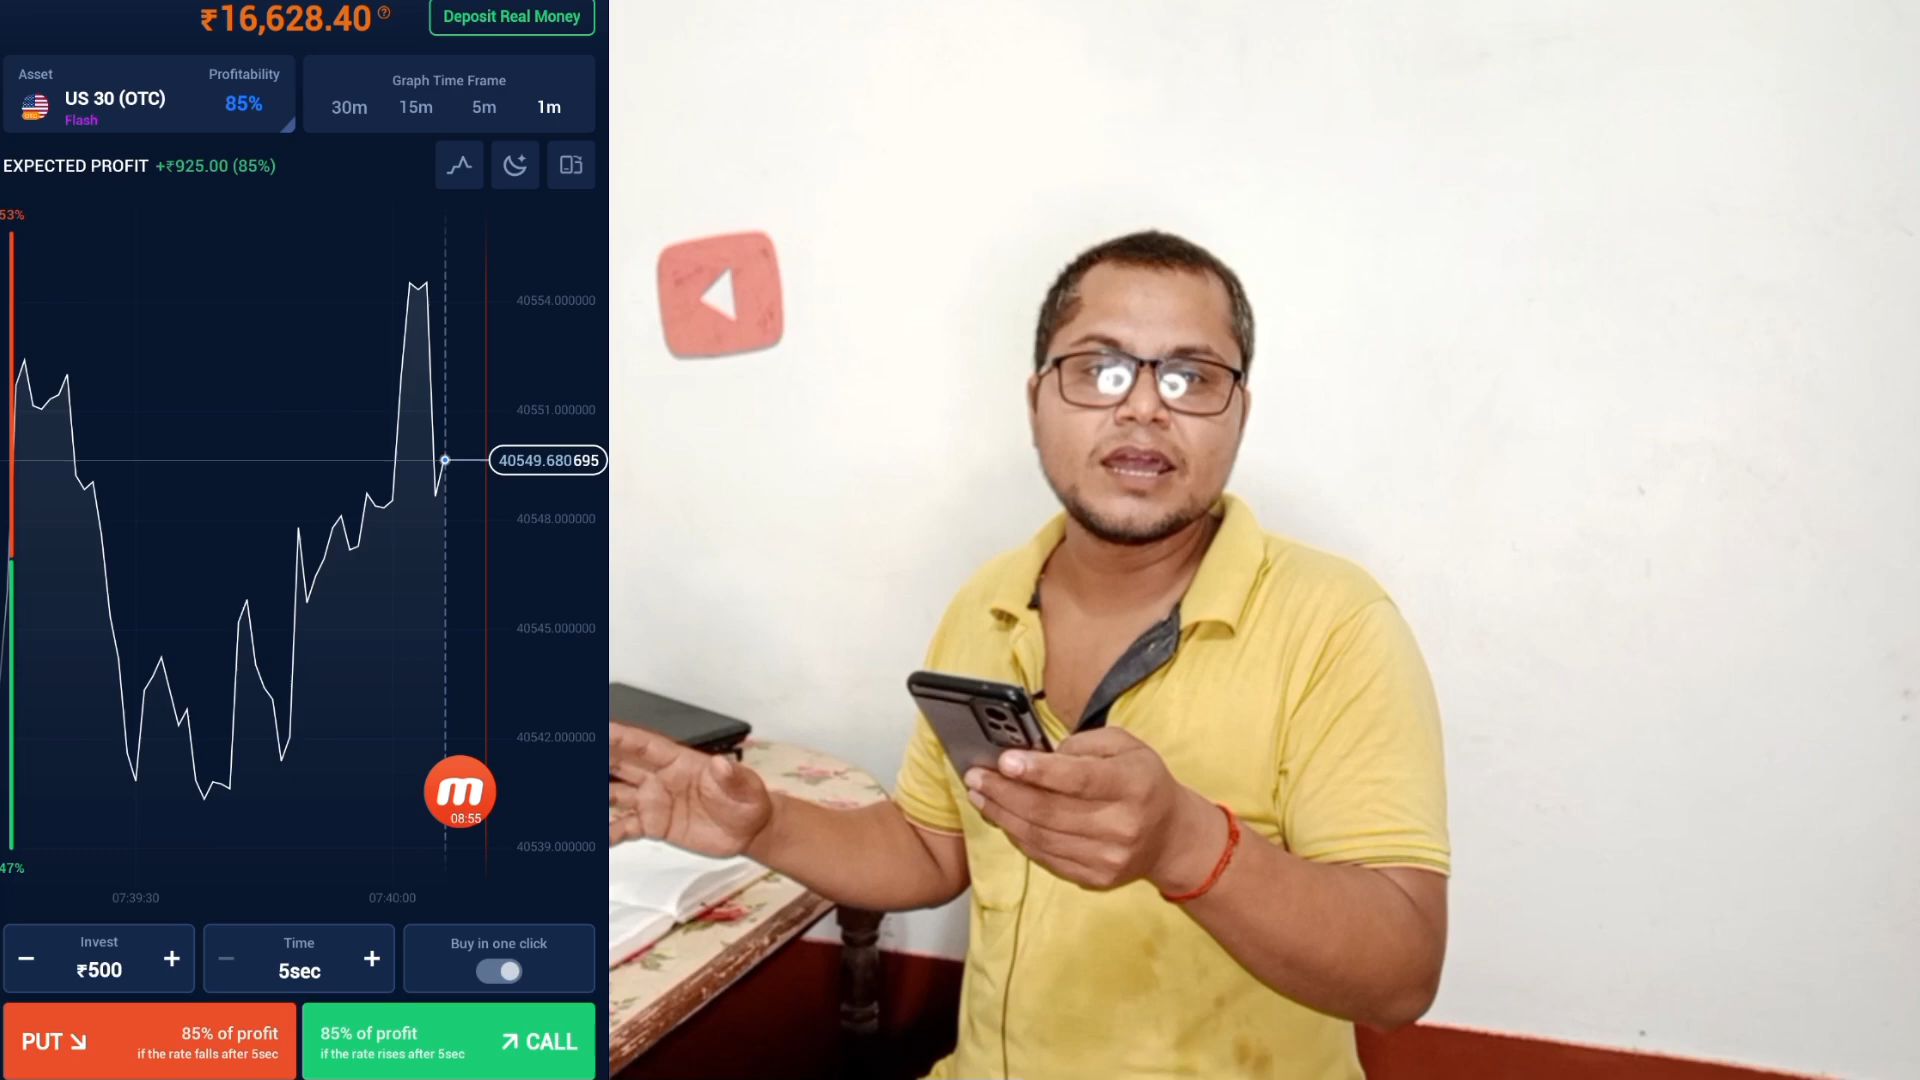 ₹16,628.40
Deposit Real Money
Asset
Profitability
US 30 (OTC)
85%
Flash
Graph Time Frame
30m 15m 5m 1m
EXPECTED PROFIT +₹925.00 (85%)
53%
40554.000000
40551.000000
40549.680695
40548.000000
40545.000000
40542.000000
m
08:55
40539.000000
47%
07:39:30 07:40:00
Invest
− ₹500 +
Time
− 5sec +
Buy in one click
PUT
85% of profit
if the rate falls after 5sec
85% of profit
if the rate rises after 5sec
CALL